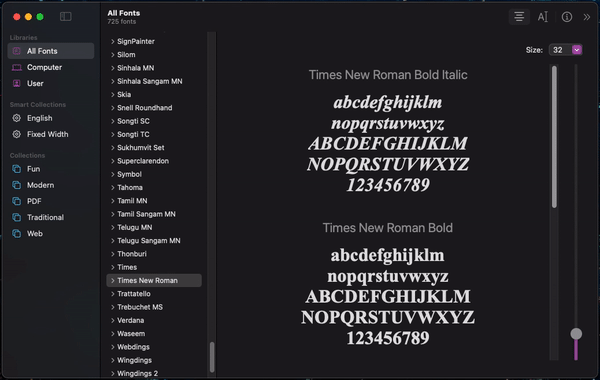 All Fonts
725 fonts
Libraries
All Fonts
Computer
User
Smart Collections
English
Fixed Width
Collections
Fun
Modern
PDF
Traditional
Web
SignPainter
Silom
Sinhala MN
Sinhala Sangam MN
Skia
Snell Roundhand
Songti SC
Songti TC
Sukhumvit Set
Superclarendon
Symbol
Tahoma
Tamil MN
Tamil Sangam MN
Telugu MN
Telugu Sangam MN
Thonburi
Times
Times New Roman
Trattatello
Trebuchet MS
Verdana
Waseem
Webdings
Wingdings
Wingdings 2
Size: 32
Times New Roman Bold Italic
abcdefghijklm
nopqrstuvwxyz
ABCDEFGHIJKLM
NOPQRSTUVWXYZ
123456789
Times New Roman Bold
abcdefghijklm
nopqrstuvwxyz
ABCDEFGHIJKLM
NOPQRSTUVWXYZ
123456789